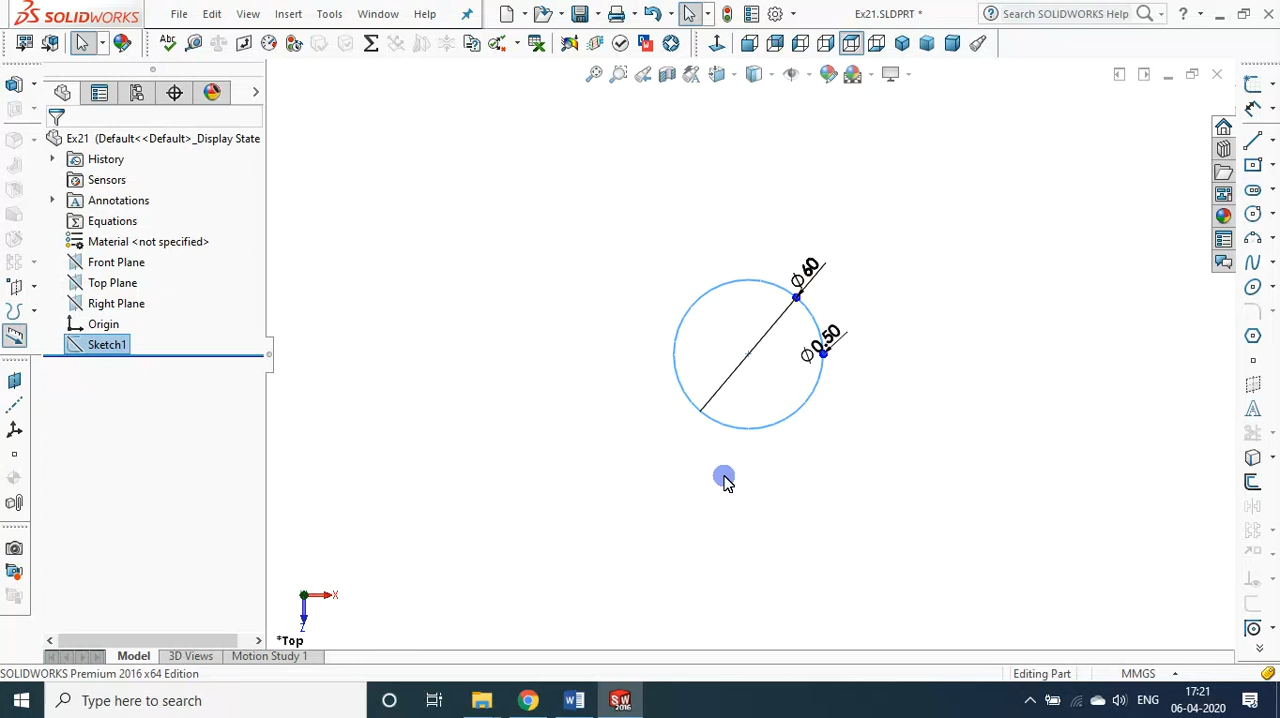 SOLIDWORKS
File Edit View Insert Tools Window Help
Ex21.SLDPRT *
Search SOLIDWORKS Help
Ex21 (Default<<Default>_Display State
History
Sensors
Annotations
Equations
Material <not specified>
Front Plane
Top Plane
Right Plane
Origin
Sketch1
Ø60
Ø0.50
X
Z
*Top
Model 3D Views Motion Study 1
SOLIDWORKS Premium 2016 x64 Edition
Editing Part MMGS
Type here to search
ENG
17:21
06-04-2020